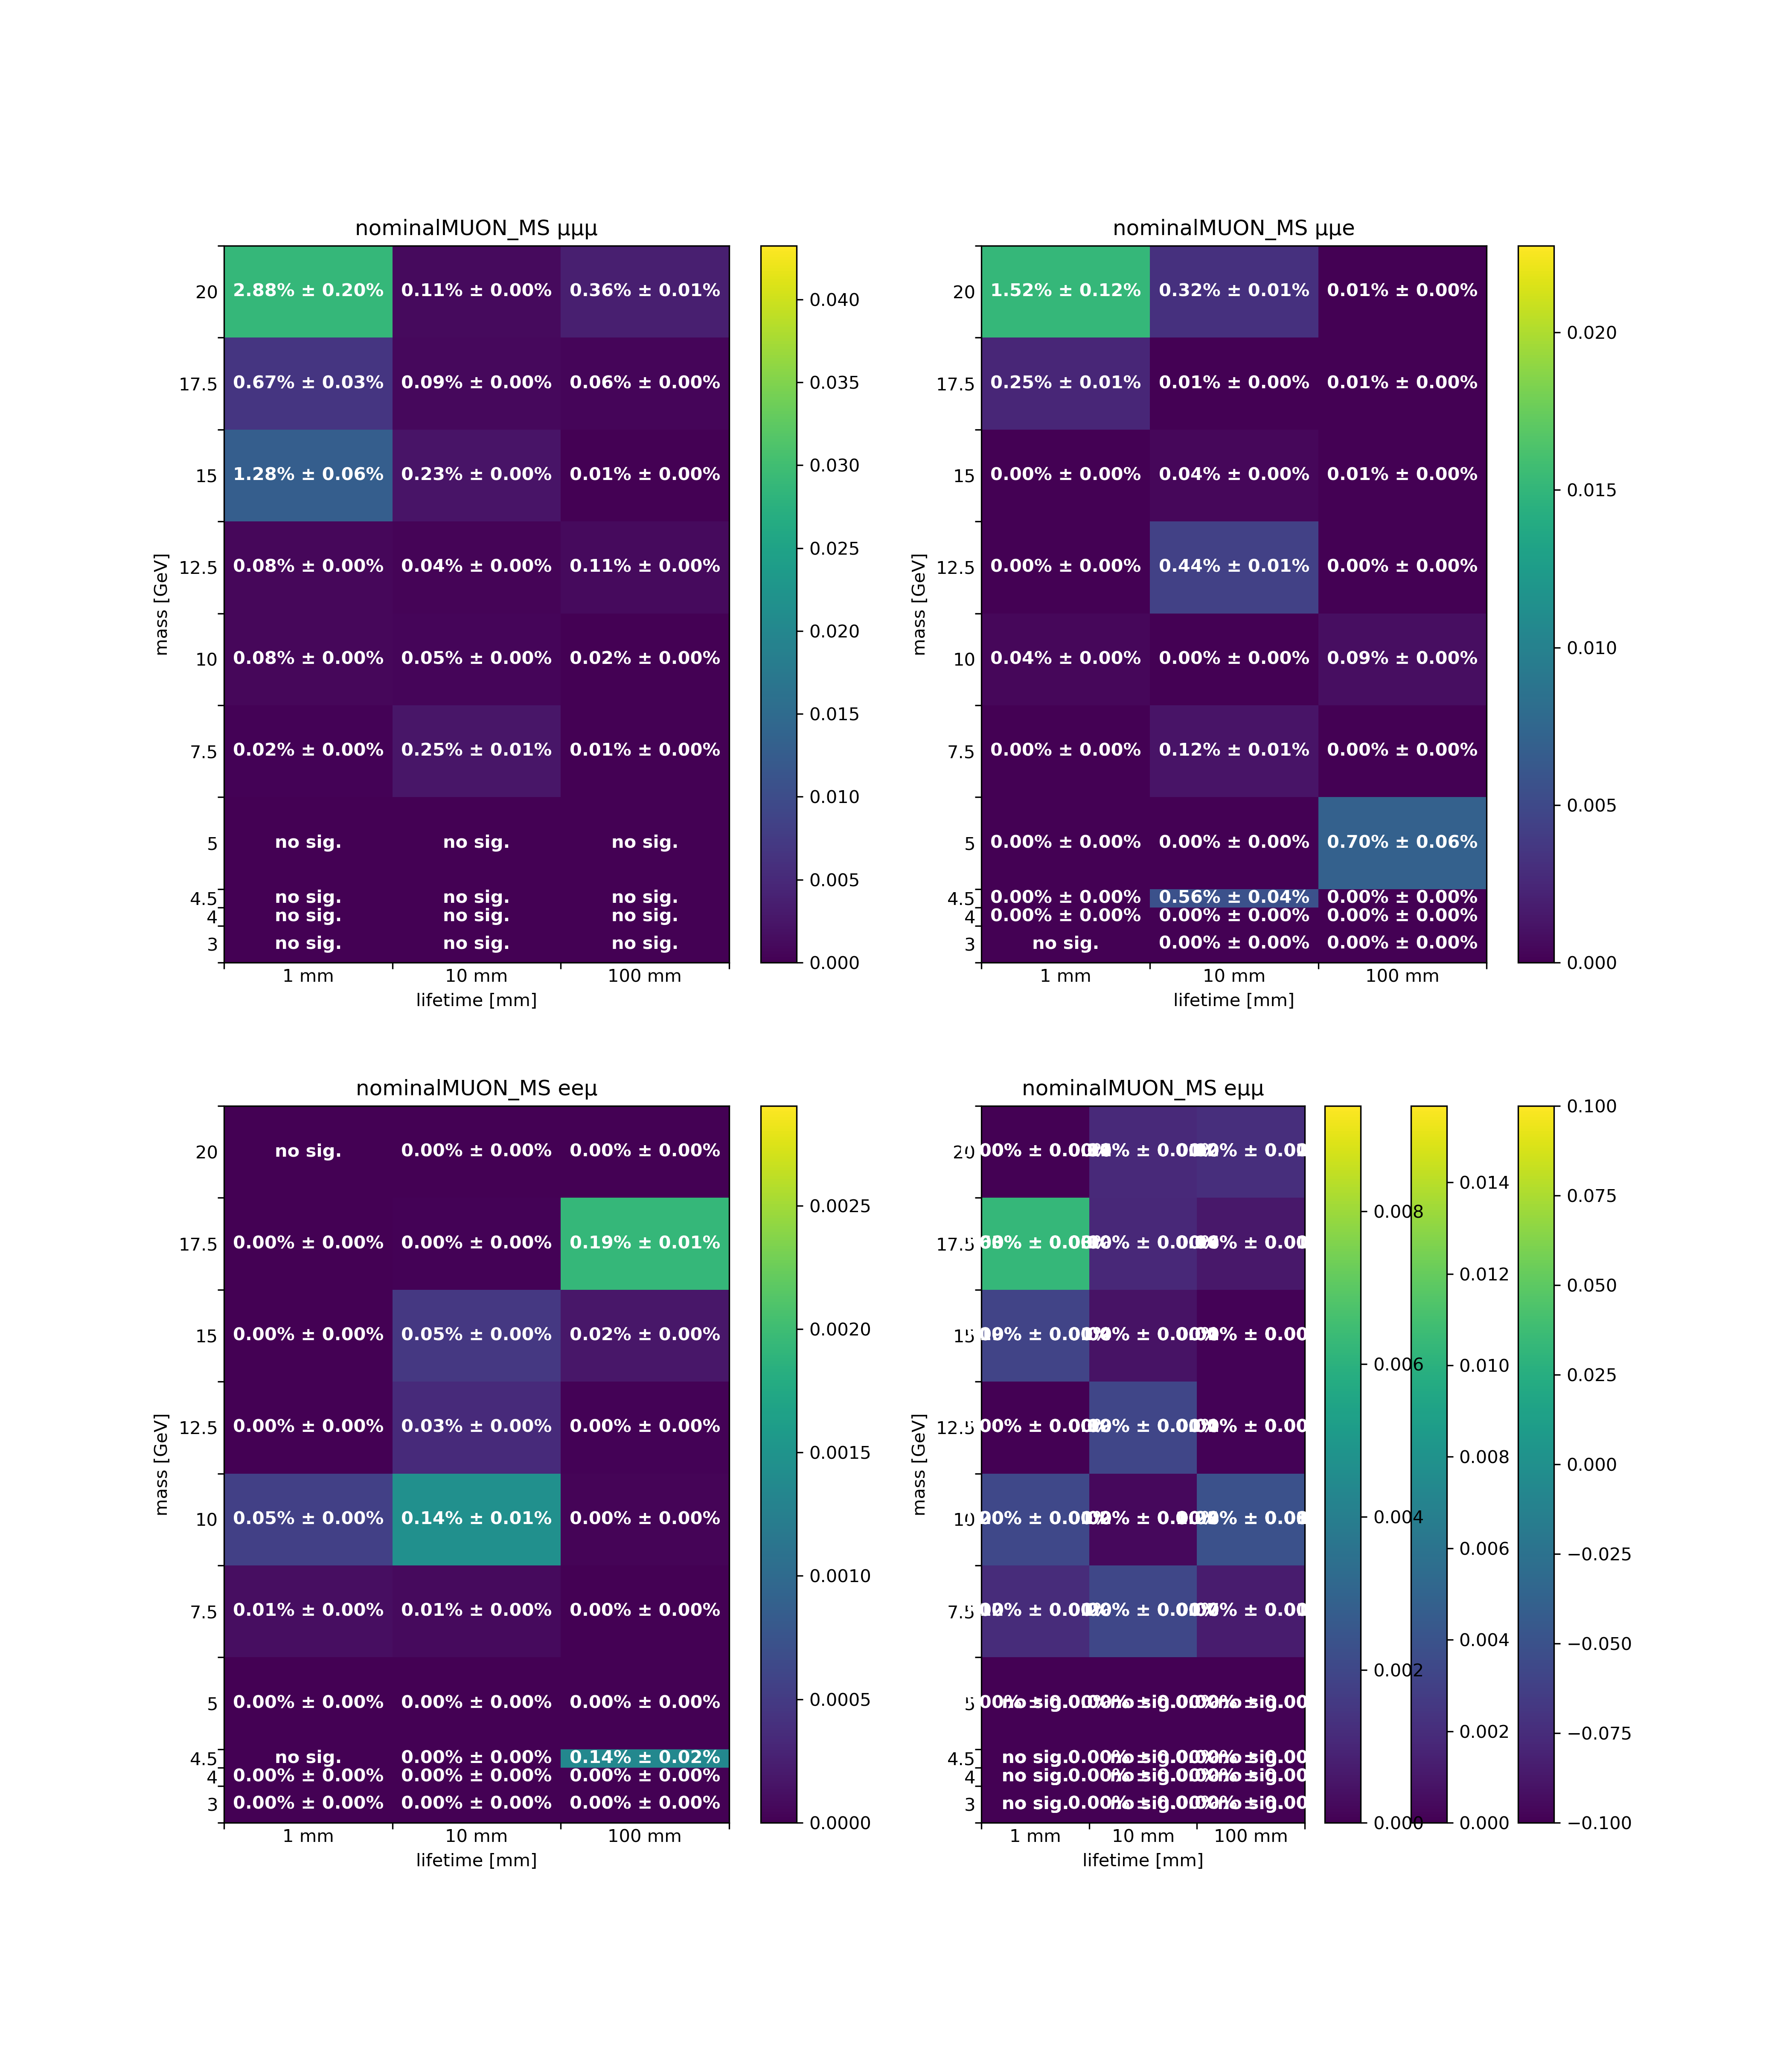 nominalMUON_MS μμμ
20 2.88% ± 0.20% 0.11% ± 0.00% 0.36% ± 0.01%
17.5 0.67% ± 0.03% 0.09% ± 0.00% 0.06% ± 0.00%
15 1.28% ± 0.06% 0.23% ± 0.00% 0.01% ± 0.00%
12.5 0.08% ± 0.00% 0.04% ± 0.00% 0.11% ± 0.00%
10 0.08% ± 0.00% 0.05% ± 0.00% 0.02% ± 0.00%
7.5 0.02% ± 0.00% 0.25% ± 0.01% 0.01% ± 0.00%
5 no sig. no sig. no sig.
4.5 no sig. no sig. no sig.
4 no sig. no sig. no sig.
3 no sig. no sig. no sig.
1 mm 10 mm 100 mm
lifetime [mm]
mass [GeV]
0.040
0.035
0.030
0.025
0.020
0.015
0.010
0.005
0.000
nominalMUON_MS μμe
20 1.52% ± 0.12% 0.32% ± 0.01% 0.01% ± 0.00%
17.5 0.25% ± 0.01% 0.01% ± 0.00% 0.01% ± 0.00%
15 0.00% ± 0.00% 0.04% ± 0.00% 0.01% ± 0.00%
12.5 0.00% ± 0.00% 0.44% ± 0.01% 0.00% ± 0.00%
10 0.04% ± 0.00% 0.00% ± 0.00% 0.09% ± 0.00%
7.5 0.00% ± 0.00% 0.12% ± 0.01% 0.00% ± 0.00%
5 0.00% ± 0.00% 0.00% ± 0.00% 0.70% ± 0.06%
4.5 0.00% ± 0.00% 0.56% ± 0.04% 0.00% ± 0.00%
4 0.00% ± 0.00% 0.00% ± 0.00% 0.00% ± 0.00%
3 no sig. 0.00% ± 0.00% 0.00% ± 0.00%
1 mm 10 mm 100 mm
lifetime [mm]
mass [GeV]
0.020
0.015
0.010
0.005
0.000
nominalMUON_MS eeμ
20 no sig. 0.00% ± 0.00% 0.00% ± 0.00%
17.5 0.00% ± 0.00% 0.00% ± 0.00% 0.19% ± 0.01%
15 0.00% ± 0.00% 0.05% ± 0.00% 0.02% ± 0.00%
12.5 0.00% ± 0.00% 0.03% ± 0.00% 0.00% ± 0.00%
10 0.05% ± 0.00% 0.14% ± 0.01% 0.00% ± 0.00%
7.5 0.01% ± 0.00% 0.01% ± 0.00% 0.00% ± 0.00%
5 0.00% ± 0.00% 0.00% ± 0.00% 0.00% ± 0.00%
4.5 no sig. 0.00% ± 0.00% 0.14% ± 0.02%
4 0.00% ± 0.00% 0.00% ± 0.00% 0.00% ± 0.00%
3 0.00% ± 0.00% 0.00% ± 0.00% 0.00% ± 0.00%
1 mm 10 mm 100 mm
lifetime [mm]
mass [GeV]
0.0025
0.0020
0.0015
0.0010
0.0005
0.0000
nominalMUON_MS eμμ
20
17.5
15
12.5
10
7.5
5
4.5
4
3
1 mm 10 mm 100 mm
lifetime [mm]
mass [GeV]
0.008
0.006
0.004
0.002
0.000
0.014
0.012
0.010
0.008
0.006
0.004
0.002
0.000
0.100
0.075
0.050
0.025
0.000
−0.025
−0.050
−0.075
−0.100